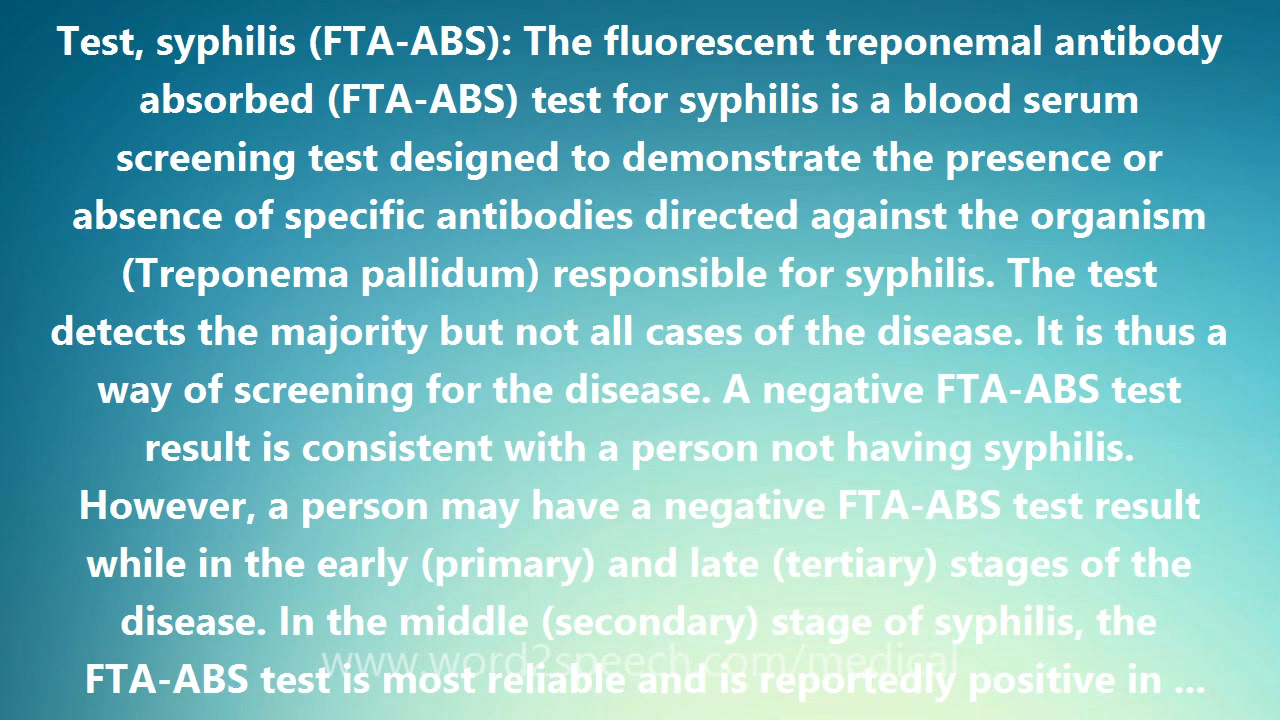 Test, syphilis (FTA-ABS): The fluorescent treponemal antibody
absorbed (FTA-ABS) test for syphilis is a blood serum
screening test designed to demonstrate the presence or
absence of specific antibodies directed against the organism
(Treponema pallidum) responsible for syphilis. The test
detects the majority but not all cases of the disease. It is thus a
way of screening for the disease. A negative FTA-ABS test
result is consistent with a person not having syphilis.
However, a person may have a negative FTA-ABS test result
while in the early (primary) and late (tertiary) stages of the
disease. In the middle (secondary) stage of syphilis, the
www.word2speech.com/medical
FTA-ABS test is most reliable and is reportedly positive in ...